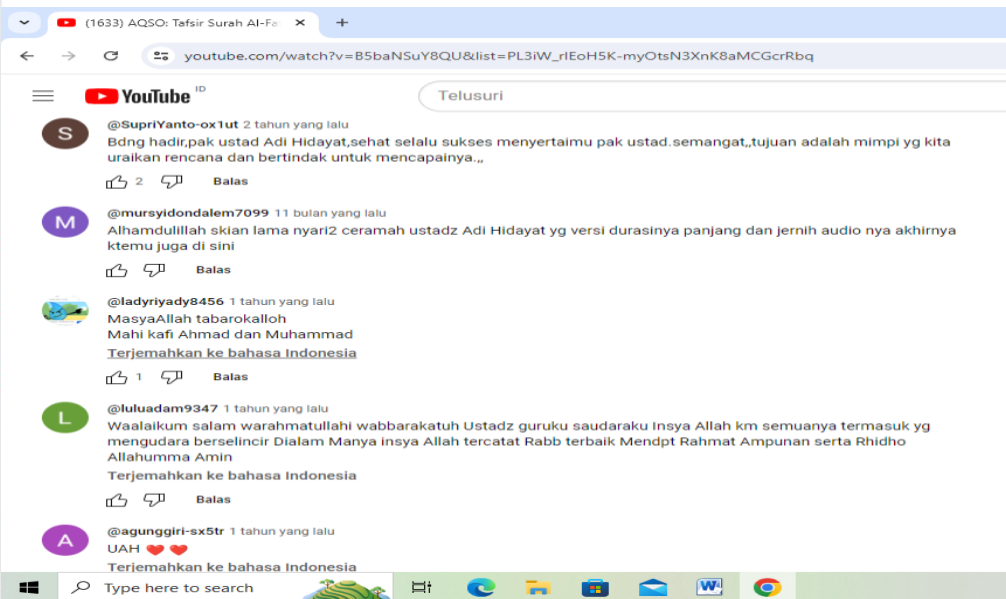 (1633) AQSO: Tafsir Surah Al-Fa
youtube.com/watch?v=B5baNSuY8QU&list=PL3iW_rlEoH5K-myOtsN3XnK8aMCGcrRbq
YouTube ID
Telusuri
S
@SupriYanto-ox1ut 2 tahun yang lalu
Bdng hadir,pak ustad Adi Hidayat,sehat selalu sukses menyertaimu pak ustad.semangat,,tujuan adalah mimpi yg kita
uraikan rencana dan bertindak untuk mencapainya.,,
2 Balas
M
@mursyidondalem7099 11 bulan yang lalu
Alhamdulillah skian lama nyari2 ceramah ustadz Adi Hidayat yg versi durasinya panjang dan jernih audio nya akhirnya
ktemu juga di sini
Balas
@ladyriyady8456 1 tahun yang lalu
MasyaAllah tabarokalloh
Mahi kafi Ahmad dan Muhammad
Terjemahkan ke bahasa Indonesia
1 Balas
L
@luluadam9347 1 tahun yang lalu
Waalaikum salam warahmatullahi wabbarakatuh Ustadz guruku saudaraku Insya Allah km semuanya termasuk yg
mengudara berselincir Dialam Manya insya Allah tercatat Rabb terbaik Mendpt Rahmat Ampunan serta Rhidho
Allahumma Amin
Terjemahkan ke bahasa Indonesia
Balas
A
@agunggiri-sx5tr 1 tahun yang lalu
UAH ❤️ ❤️
Terjemahkan ke bahasa Indonesia
Type here to search